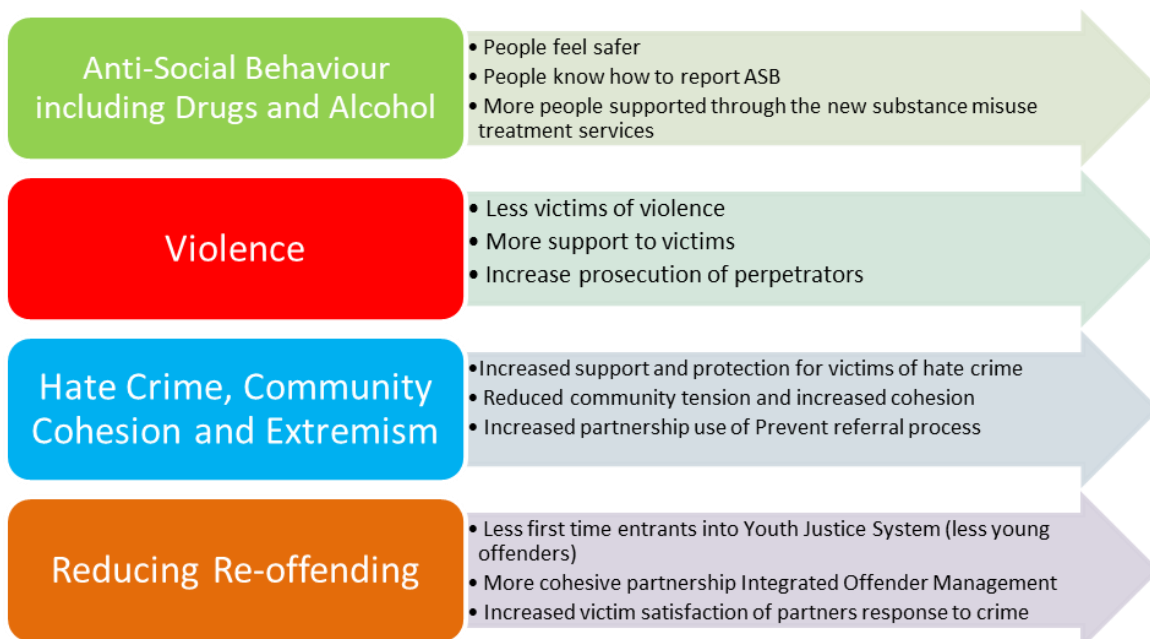 Anti-Social Behaviour
including Drugs and Alcohol
• People feel safer
• People know how to report ASB
• More people supported through the new substance misuse
treatment services
Violence
• Less victims of violence
• More support to victims
• Increase prosecution of perpetrators
Hate Crime, Community
Cohesion and Extremism
•Increased support and protection for victims of hate crime
• Reduced community tension and increased cohesion
• Increased partnership use of Prevent referral process
Reducing Re-offending
• Less first time entrants into Youth Justice System (less young
offenders)
• More cohesive partnership Integrated Offender Management
• Increased victim satisfaction of partners response to crime